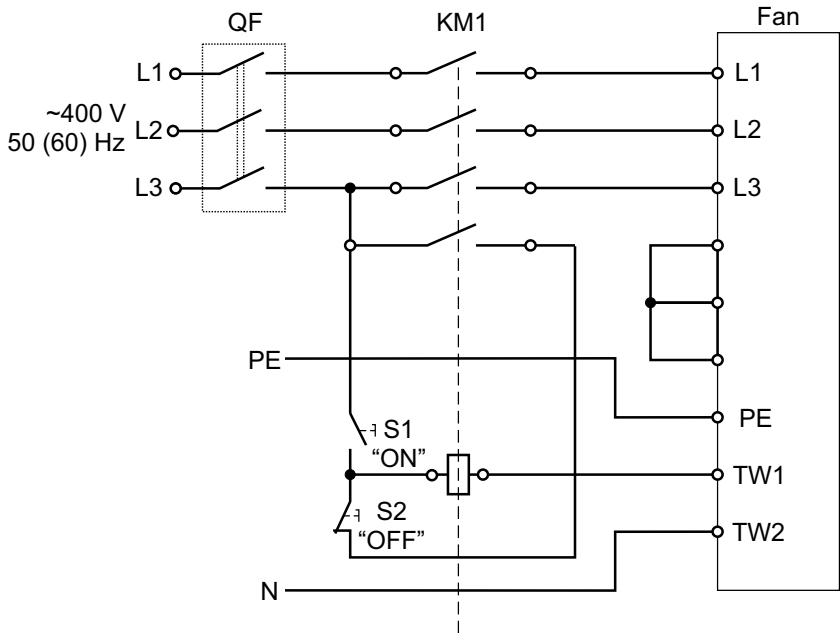 QF
KM1
Fan
L1
L1
~400 V
50 (60) Hz
L2
L2
L3
L3
PE
PE
S1
“ON”
TW1
S2
“OFF”
TW2
N